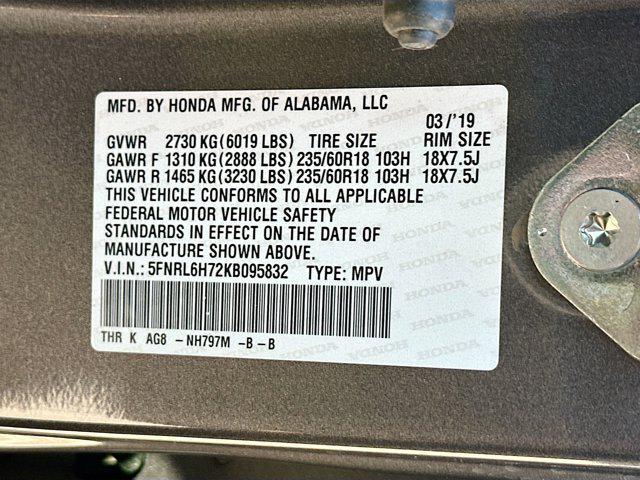 MFD. BY HONDA MFG. OF ALABAMA, LLC
03/'19
GVWR 2730 KG(6019 LBS) TIRE SIZE RIM SIZE
GAWR F 1310 KG(2888 LBS) 235/60R18 103H 18X7.5J
GAWR R 1465 KG(3230 LBS) 235/60R18 103H 18X7.5J
THIS VEHICLE CONFORMS TO ALL APPLICABLE
FEDERAL MOTOR VEHICLE SAFETY
STANDARDS IN EFFECT ON THE DATE OF
MANUFACTURE SHOWN ABOVE.
V.I.N.: 5FNRL6H72KB095832 TYPE: MPV
THR K AG8 - NH797M - B - B